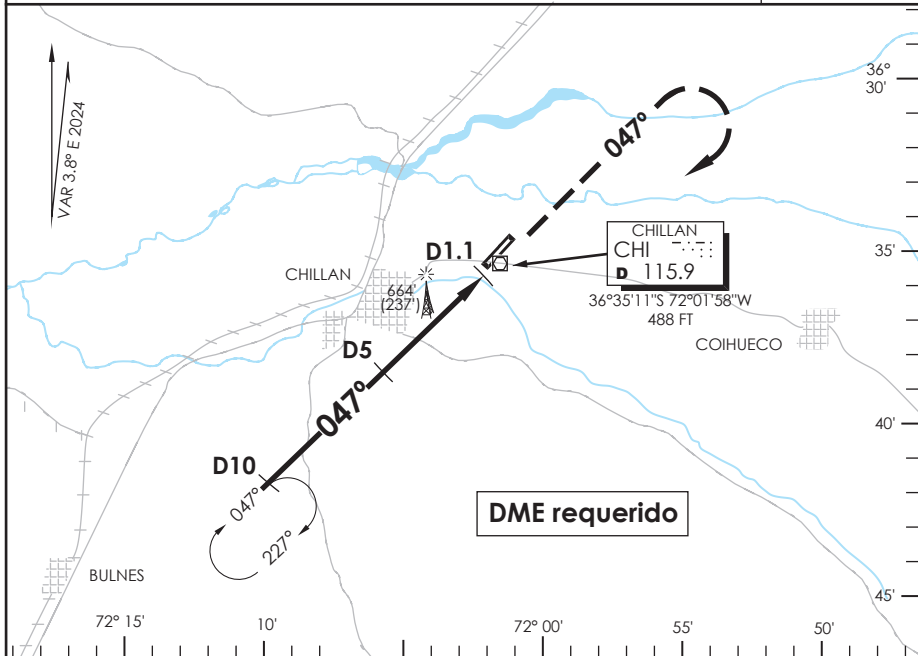 VAR 3.8° E 2024
36°
30'
047°
35'
CHILLAN
CHI
D 115.9
36°35'11"S 72°01'58"W
488 FT
D1.1
CHILLAN
664'
(237')
COIHUECO
D5
047°
40'
D10
047°
227°
DME requerido
BULNES
45'
72° 15'
10'
72° 00'
55'
50'